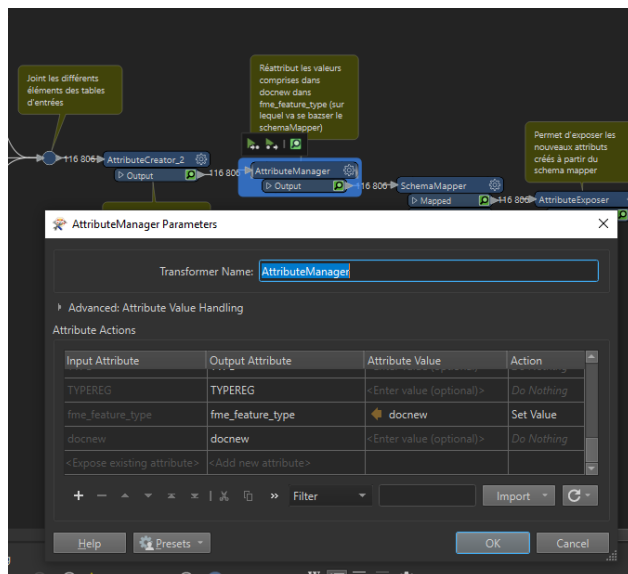 Joint les différents
éléments des tables
d'entrées
Réattribut les valeurs
comprises dans
docnew dans
fme_feature_type (sur
lequel va se bazser le
schemaMapper)
Permet d'exposer les
nouveaux attributs
créés à partir du
schema mapper
116 806
AttributeCreator_2
Output
116 806
AttributeManager
Output
116 806
SchemaMapper
Mapped
116 806
AttributeExposer
AttributeManager Parameters
Transformer Name: AttributeManager
Advanced: Attribute Value Handling
Attribute Actions
Input Attribute Output Attribute Attribute Value Action
TYPEREG TYPEREG <Enter value (optional)> Do Nothing
fme_feature_type fme_feature_type docnew Set Value
docnew docnew <Enter value (optional)> Do Nothing
<Expose existing attribute> <Add new attribute>
Filter Import
Help Presets OK Cancel